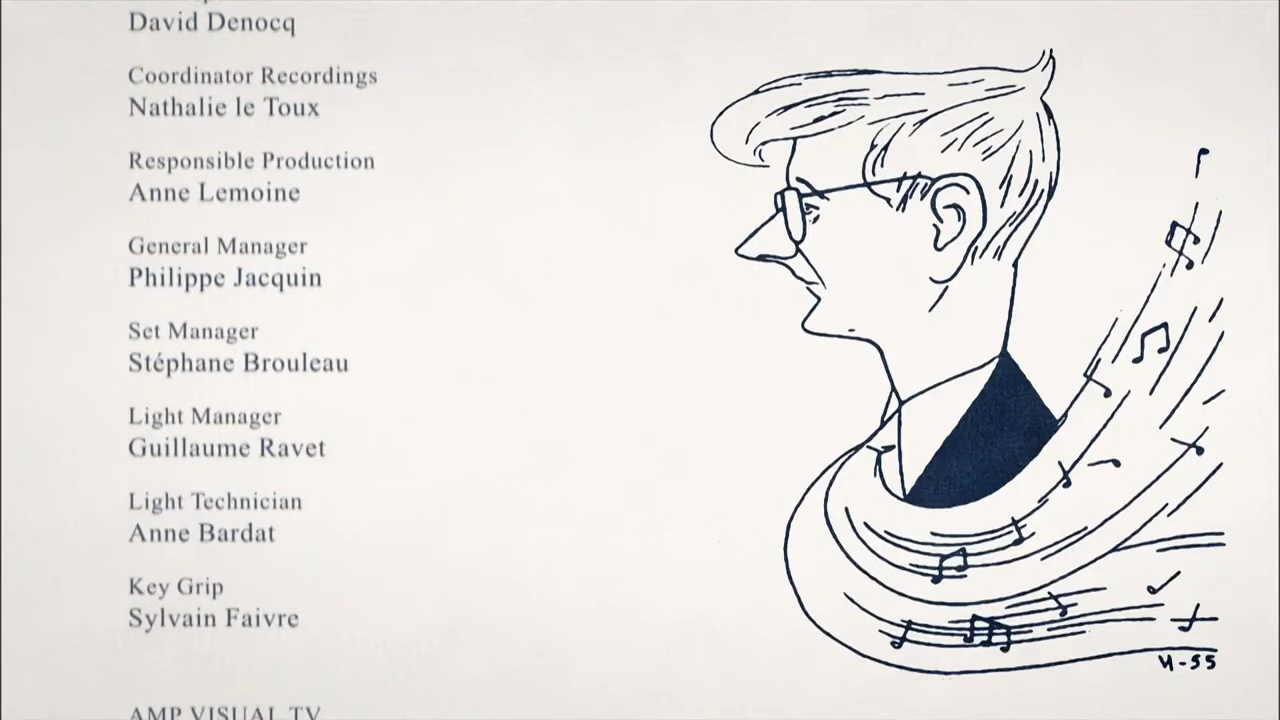 David Denocq
Coordinator Recordings
Nathalie le Toux
Responsible Production
Anne Lemoine
General Manager
Philippe Jacquin
Set Manager
Stéphane Brouleau
Light Manager
Guillaume Ravet
Light Technician
Anne Bardat
Key Grip
Sylvain Faivre
AMP VISUAL TV